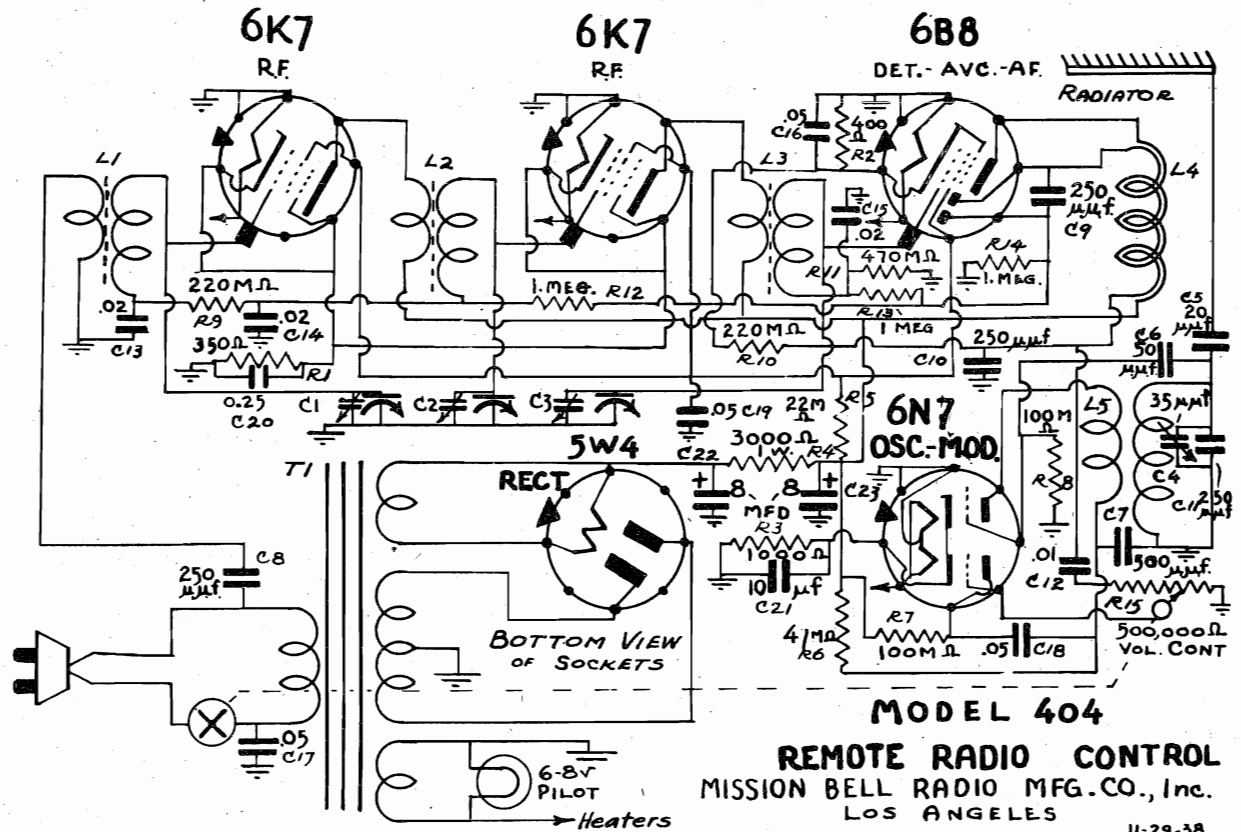 6K7
R.F.
6K7
R.F.
6B8
DET.-AVC.-AF.
RADIATOR
L1
L2
L3
L4
.05
C16
400
Ω
R2
C15
.02
250
μμf.
C9
470MΩ
R11
R14
1.MEG.
R13
1 MEG
220MΩ
R9
.02
C13
.02
C14
350Ω
R1
0.25
C20
1.MEG.
R12
220MΩ
R10
250μμf
C10
C5
20
μμf
C6
50
μμf
C1
C2
C3
.05 C19
22M
Ω
R5
R4
6N7
OSC.-MOD.
100M
Ω
R8
L5
35μμf
C4
C11
250
μμf
T1
5W4
RECT.
C22
3000Ω
1 W.
+
8
8
+
MFD
C23
R3
1000Ω
10μf
C21
C7
500μμf.
.01
C12
R15
500,000Ω
VOL. CONT
47MΩ
R6
R7
100MΩ
.05
C18
C8
250
μμf.
BOTTOM VIEW
OF SOCKETS
.05
C17
6-8V
PILOT
Heaters
MODEL 404
REMOTE RADIO CONTROL
MISSION BELL RADIO MFG.CO., Inc.
LOS ANGELES
11-29-38